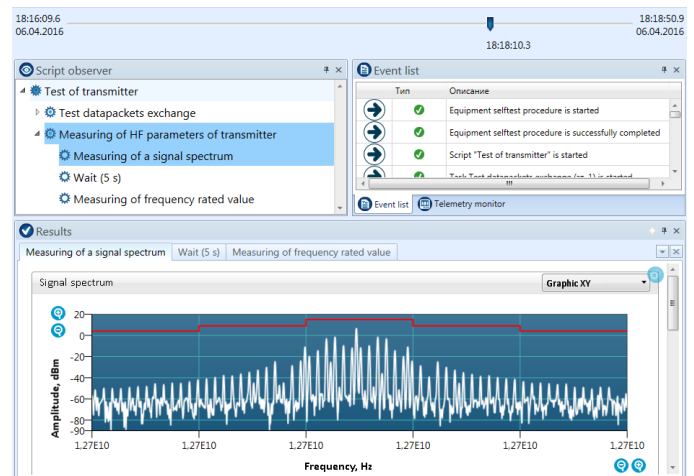 18:16:09.6
06.04.2016
18:18:50.9
06.04.2016
18:18:10.3
Script observer
Test of transmitter
Test datapackets exchange
Measuring of HF parameters of transmitter
Measuring of a signal spectrum
Wait (5 s)
Measuring of frequency rated value
Event list
Тип Описание
Equipment selftest procedure is started
Equipment selftest procedure is successfully completed
Script "Test of transmitter" is started
Event list Telemetry monitor
Results
Measuring of a signal spectrum Wait (5 s) Measuring of frequency rated value
Signal spectrum
Graphic XY
Amplitude, dBm
20
0
-20
-40
-60
-80
-90
1,27E10 1,27E10 1,27E10 1,27E10 1,27E10 1,27E10
Frequency, Hz